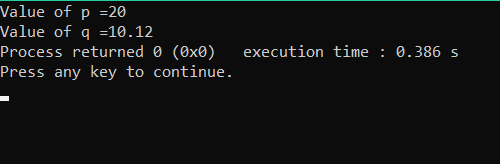 Value of p =20
Value of q =10.12
Process returned 0 (0x0)   execution time : 0.386 s
Press any key to continue.